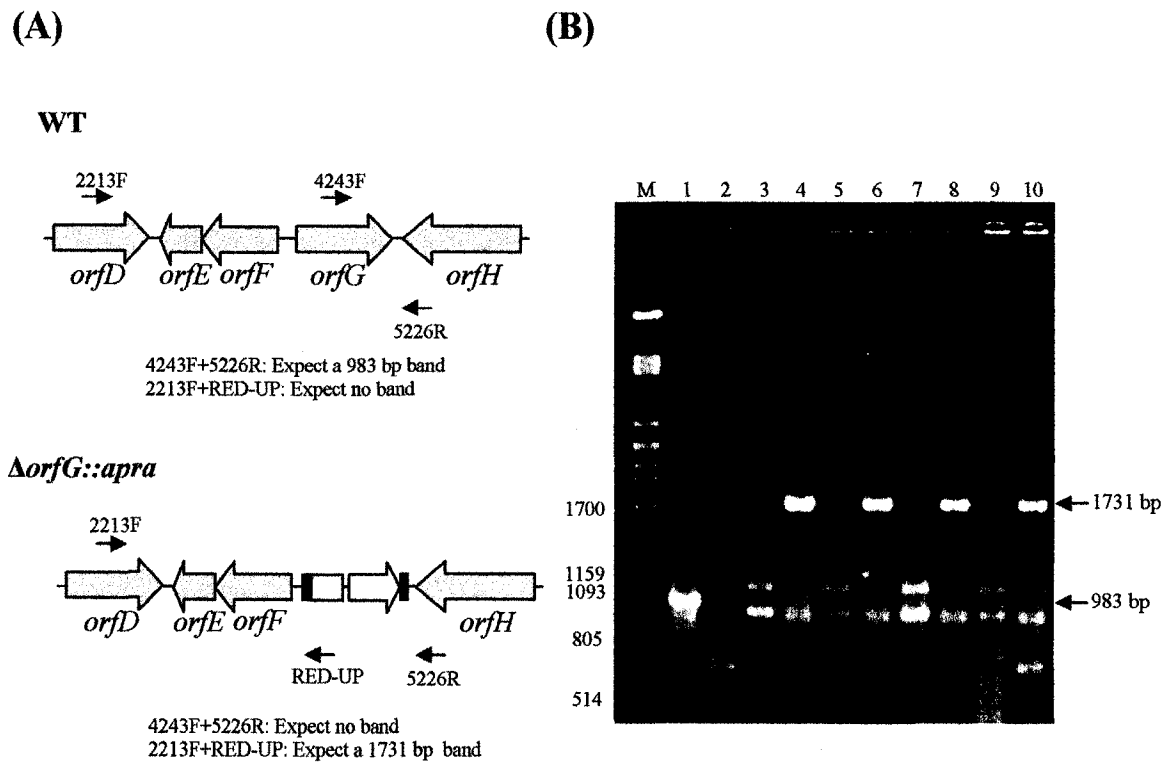 (A)
WT
2213F
4243F
orfD
orfE
orfF
orfG
orfH
5226R
4243F+5226R: Expect a 983 bp band
2213F+RED-UP: Expect no band
ΔorfG::apra
2213F
orfD
orfE
orfF
orfH
RED-UP
5226R
4243F+5226R: Expect no band
2213F+RED-UP: Expect a 1731 bp band
(B)
M 1 2 3 4 5 6 7 8 9 10
1700
1159
1093
805
514
1731 bp
983 bp